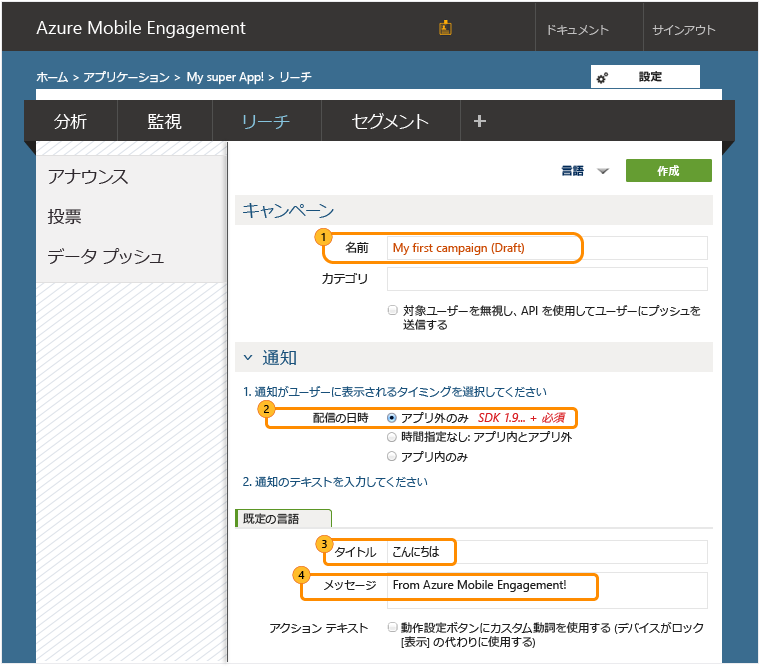 Azure Mobile Engagement
ドキュメント
サインアウト
ホーム > アプリケーション > My super App! > リーチ
設定
分析
監視
リーチ
セグメント
+
アナウンス
投票
データ プッシュ
言語
作成
キャンペーン
1
名前
My first campaign (Draft)
カテゴリ
対象ユーザーを無視し、API を使用してユーザーにプッシュを
送信する
通知
1. 通知がユーザーに表示されるタイミングを選択してください
2
配信の日時
アプリ外のみ SDK 1.9... + 必須
時間指定なし: アプリ内とアプリ外
アプリ内のみ
2. 通知のテキストを入力してください
既定の言語
3
タイトル
こんにちは
4
メッセージ
From Azure Mobile Engagement!
アクション テキスト
動作設定ボタンにカスタム動詞を使用する (デバイスがロック
[表示] の代わりに使用する)